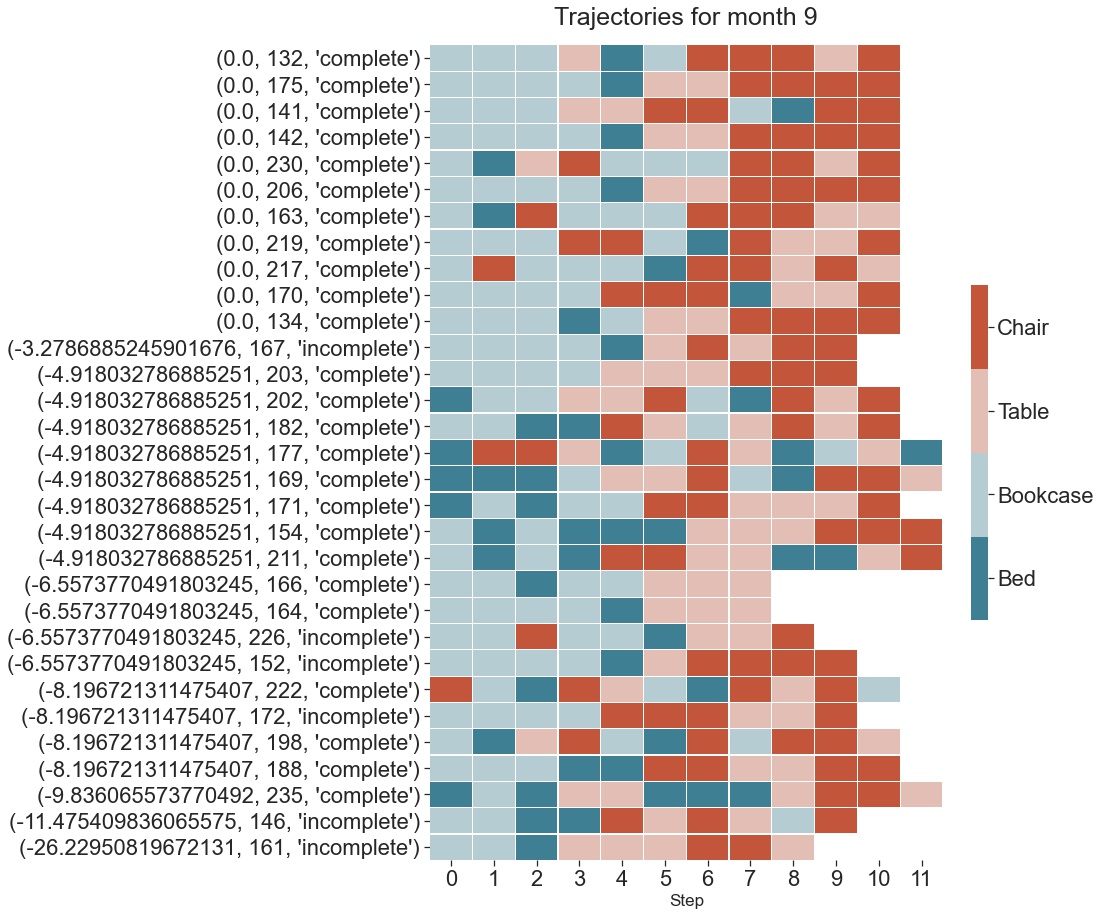 Trajectories for month 9
(0.0, 132, 'complete')
(0.0, 175, 'complete')
(0.0, 141, 'complete')
(0.0, 142, 'complete')
(0.0, 230, 'complete')
(0.0, 206, 'complete')
(0.0, 163, 'complete')
(0.0, 219, 'complete')
(0.0, 217, 'complete')
(0.0, 170, 'complete')
(0.0, 134, 'complete')
(-3.2786885245901676, 167, 'incomplete')
(-4.918032786885251, 203, 'complete')
(-4.918032786885251, 202, 'complete')
(-4.918032786885251, 182, 'complete')
(-4.918032786885251, 177, 'complete')
(-4.918032786885251, 169, 'complete')
(-4.918032786885251, 171, 'complete')
(-4.918032786885251, 154, 'complete')
(-4.918032786885251, 211, 'complete')
(-6.5573770491803245, 166, 'complete')
(-6.5573770491803245, 164, 'complete')
(-6.5573770491803245, 226, 'incomplete')
(-6.5573770491803245, 152, 'incomplete')
(-8.196721311475407, 222, 'complete')
(-8.196721311475407, 172, 'incomplete')
(-8.196721311475407, 198, 'complete')
(-8.196721311475407, 188, 'complete')
(-9.836065573770492, 235, 'complete')
(-11.475409836065575, 146, 'incomplete')
(-26.22950819672131, 161, 'incomplete')
0 1 2 3 4 5 6 7 8 9 10 11
Step
Chair
Table
Bookcase
Bed